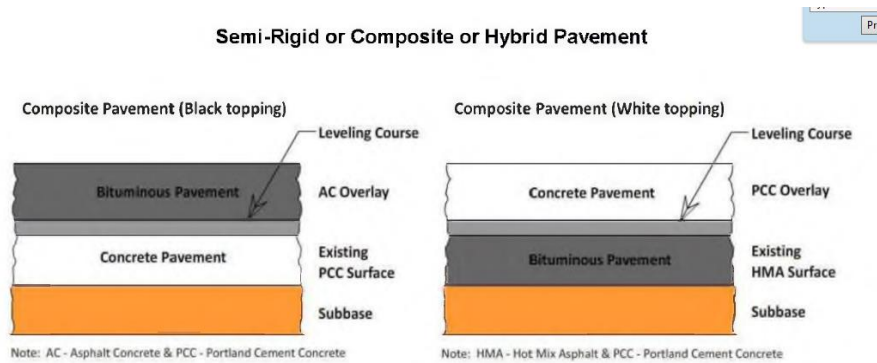 Pr
Semi-Rigid or Composite or Hybrid Pavement
Composite Pavement (Black topping)
Leveling Course
Bituminous Pavement
AC Overlay
Concrete Pavement
Existing
PCC Surface
Subbase
Note: AC - Asphalt Concrete & PCC - Portland Cement Concrete
Composite Pavement (White topping)
Leveling Course
Concrete Pavement
PCC Overlay
Bituminous Pavement
Existing
HMA Surface
Subbase
Note: HMA - Hot Mix Asphalt & PCC - Portland Cement Concrete